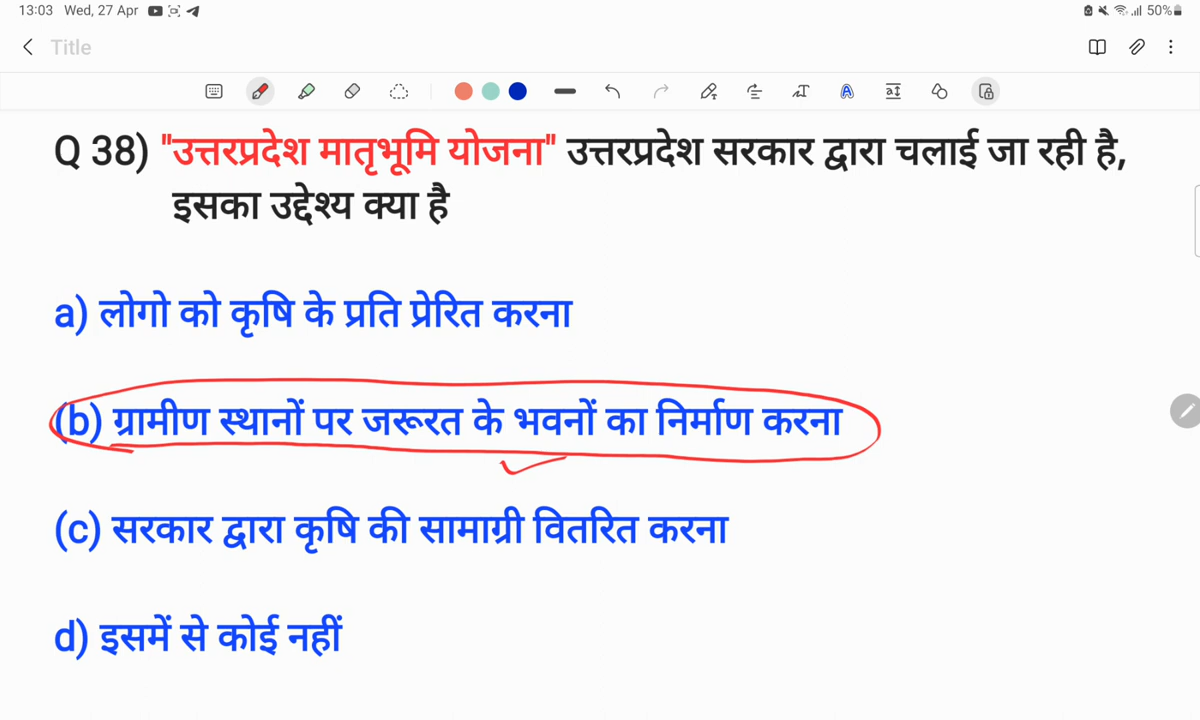 13:03 Wed, 27 Apr 50%
Title
Q 38) "उत्तरप्रदेश मातृभूमि योजना" उत्तरप्रदेश सरकार द्वारा चलाई जा रही है,
इसका उद्देश्य क्या है
a) लोगो को कृषि के प्रति प्रेरित करना
(b) ग्रामीण स्थानों पर जरूरत के भवनों का निर्माण करना
(c) सरकार द्वारा कृषि की सामाग्री वितरित करना
d) इसमें से कोई नहीं